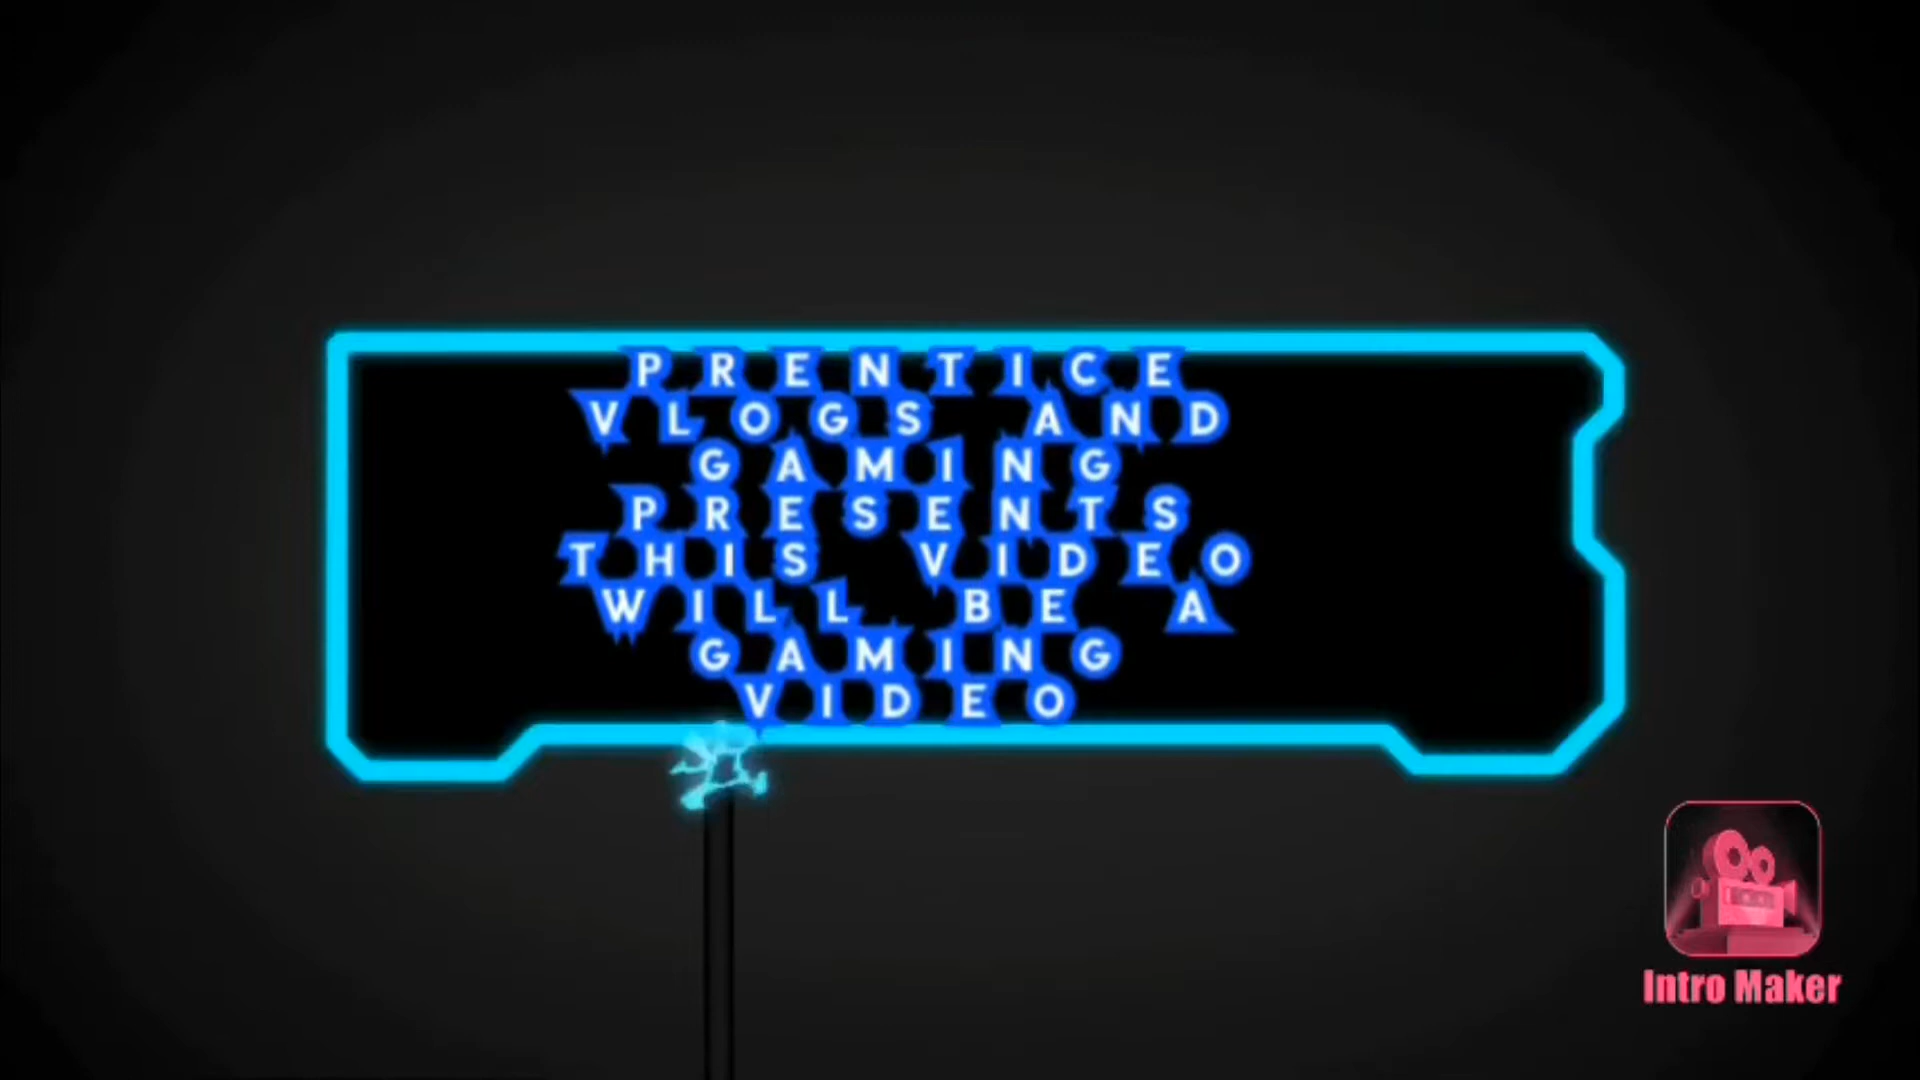 PRENTICE
VLOGS AND
GAMING
PRESENTS
THIS VIDEO
WILL BE A
GAMING
VIDEO
Intro Maker